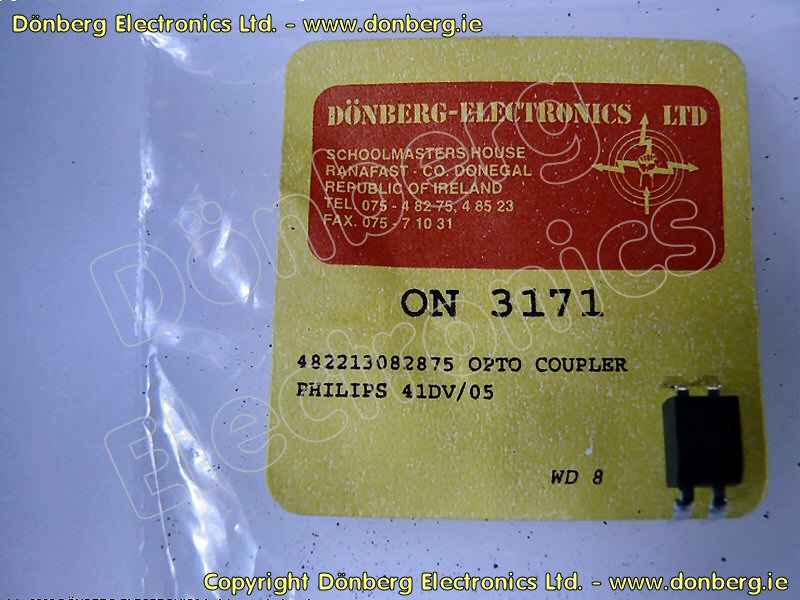 Dönberg Electronics Ltd. - www.donberg.ie
DÖNBERG-ELECTRONICS LTD
SCHOOLMASTERS HOUSE
RANAFAST - CO. DONEGAL
REPUBLIC OF IRELAND
TEL. 075 - 4 82 75, 4 85 23
FAX. 075 - 7 10 31
Dönberg
Electronics
ON 3171
482213082875 OPTO COUPLER
PHILIPS 41DV/05
WD 8
Copyright Dönberg Electronics Ltd. - www.donberg.ie